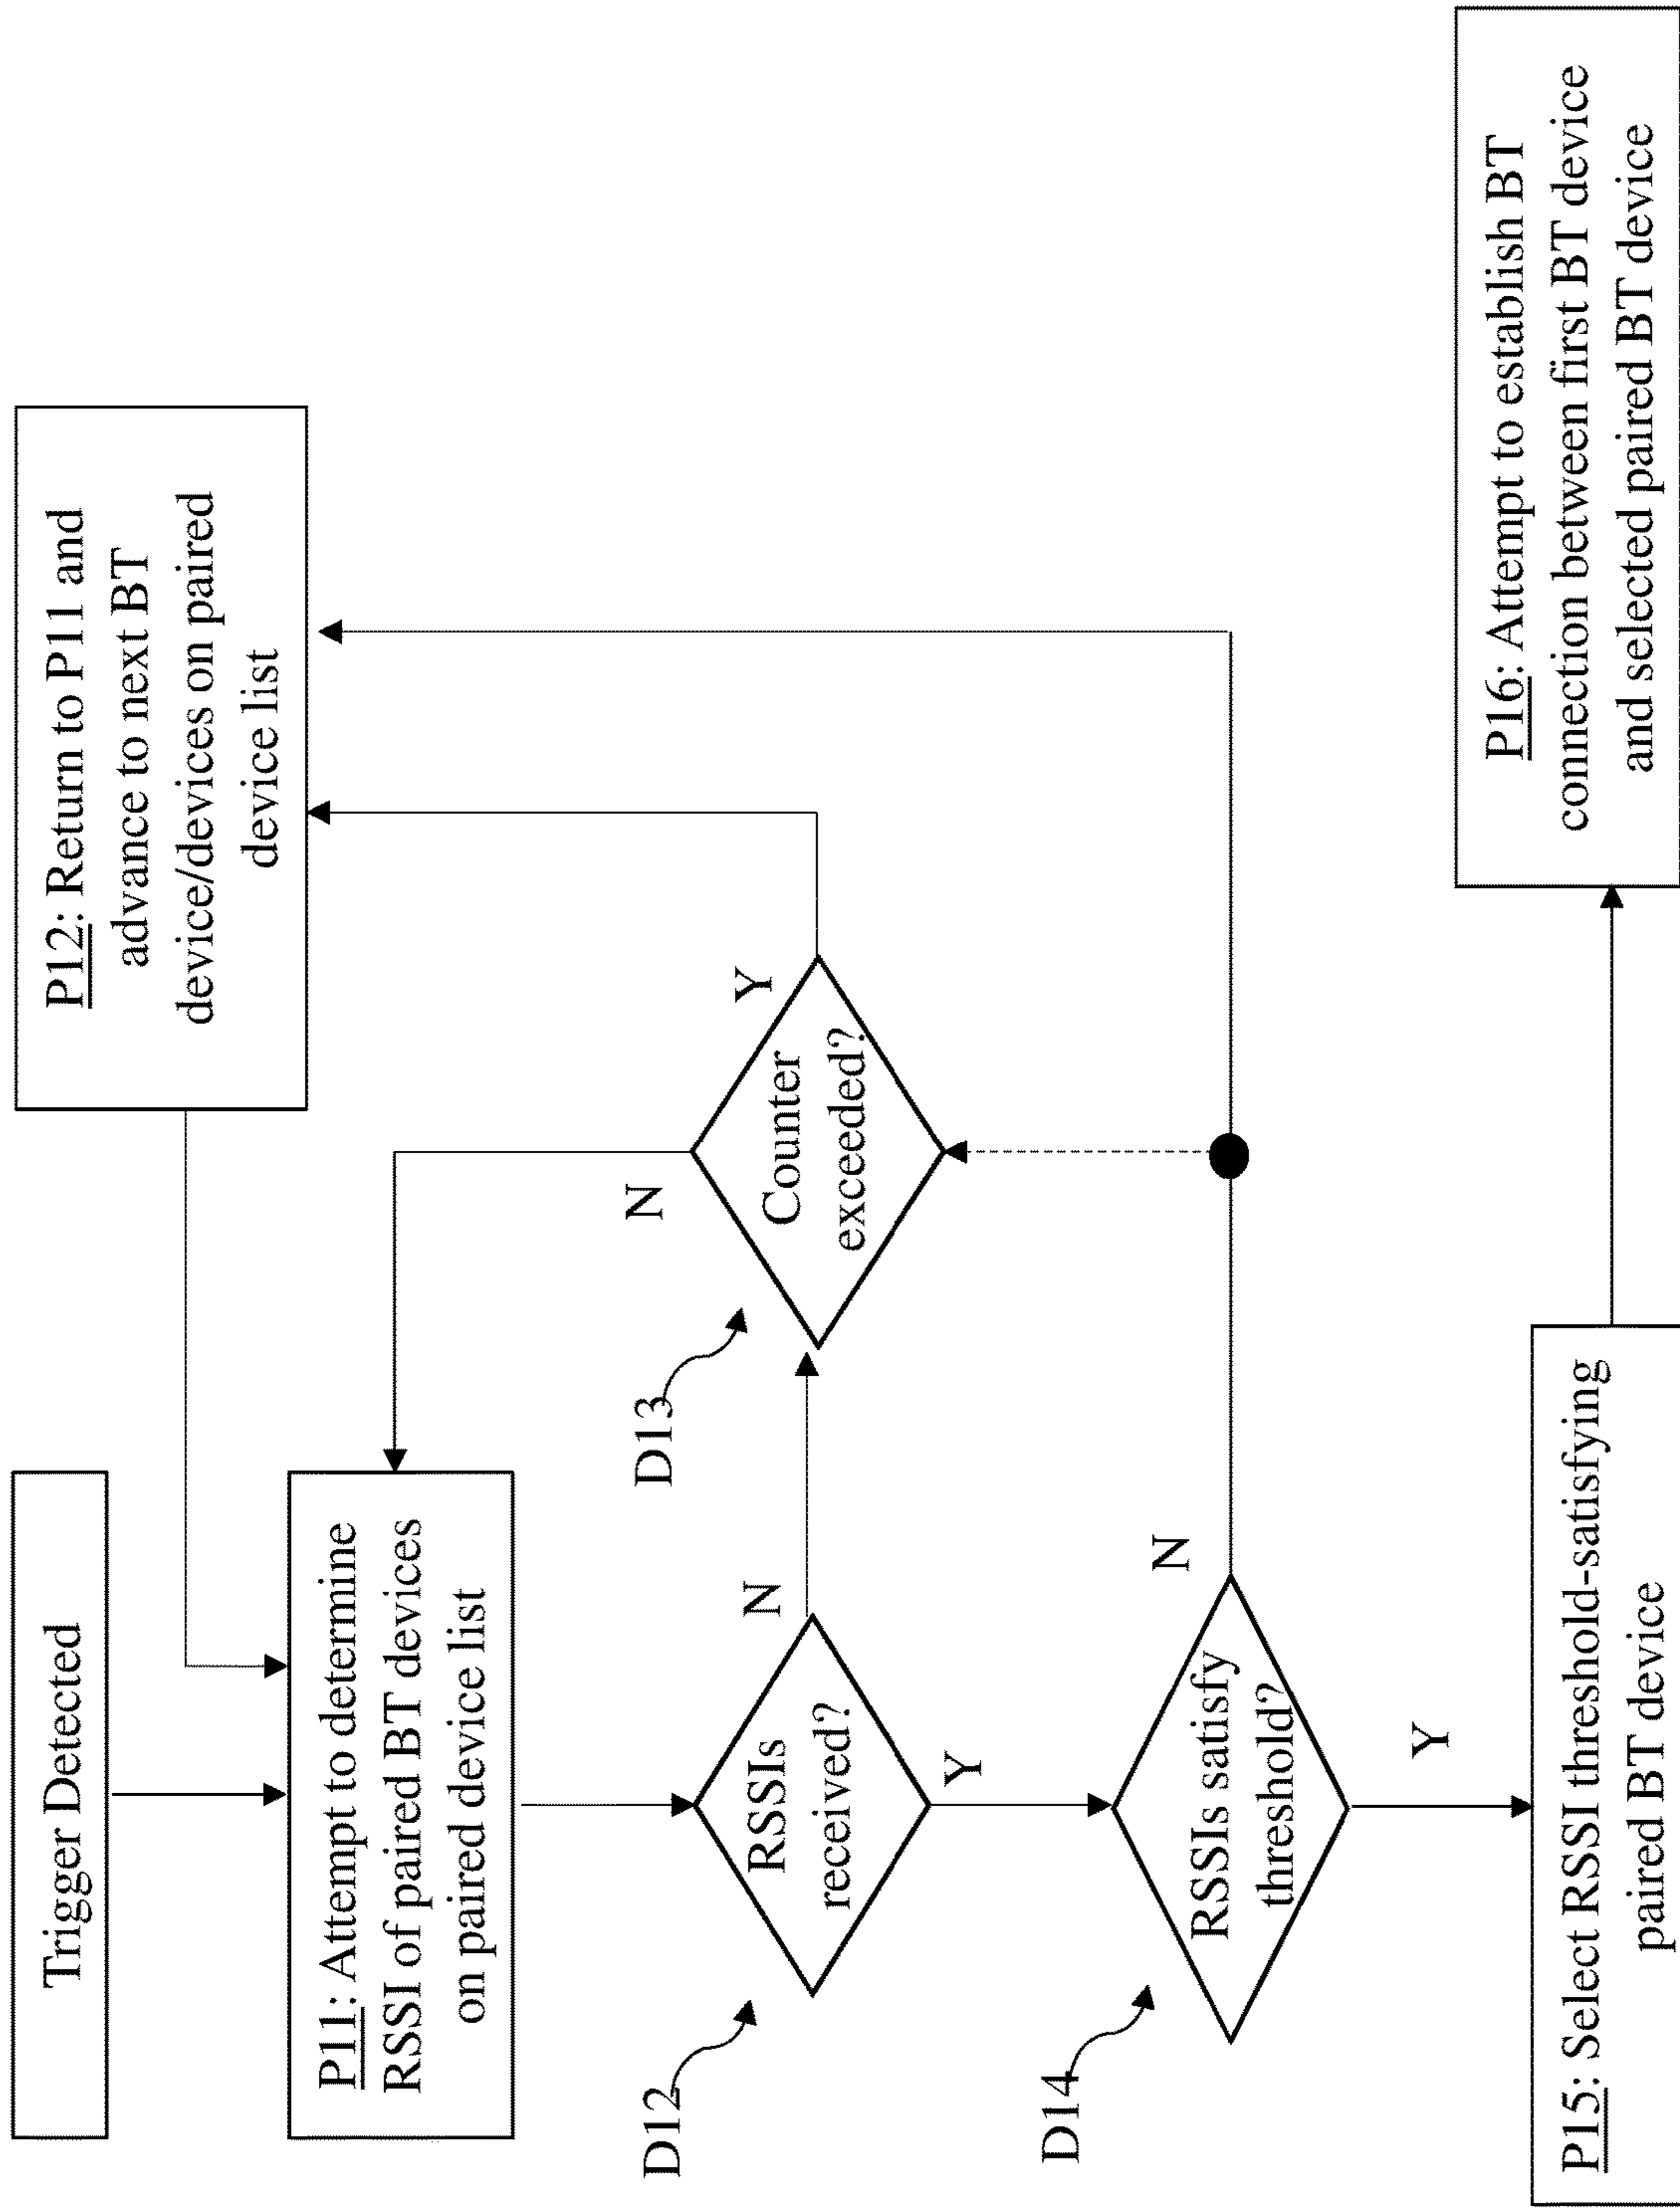 Trigger Detected
P12: Return to P11 and
advance to next BT
device/devices on paired
device list
P11: Attempt to determine
RSSI of paired BT devices
on paired device list
N
D13
Counter
exceeded?
Y
D12
RSSIs
received?
N
Y
D14
RSSIs satisfy
threshold?
N
Y
P15: Select RSSI threshold-satisfying
paired BT device
P16: Attempt to establish BT
connection between first BT device
and selected paired BT device